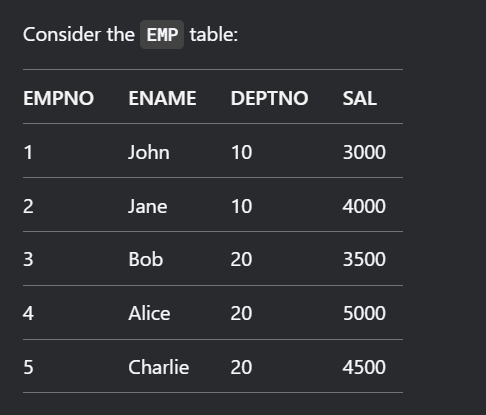 Consider the EMP table:
EMPNO ENAME DEPTNO SAL
1 John 10 3000
2 Jane 10 4000
3 Bob 20 3500
4 Alice 20 5000
5 Charlie 20 4500